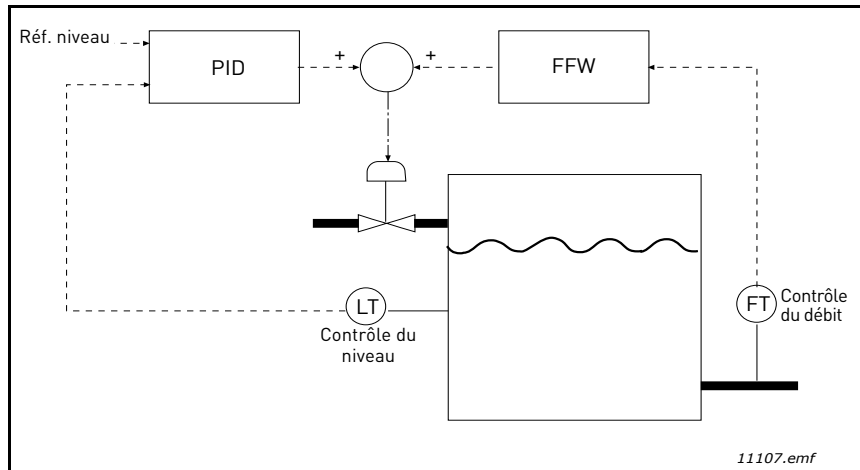 Réf. niveau
PID
+
+
FFW
LT
Contrôle du
niveau
FT
Contrôle
du débit
11107.emf